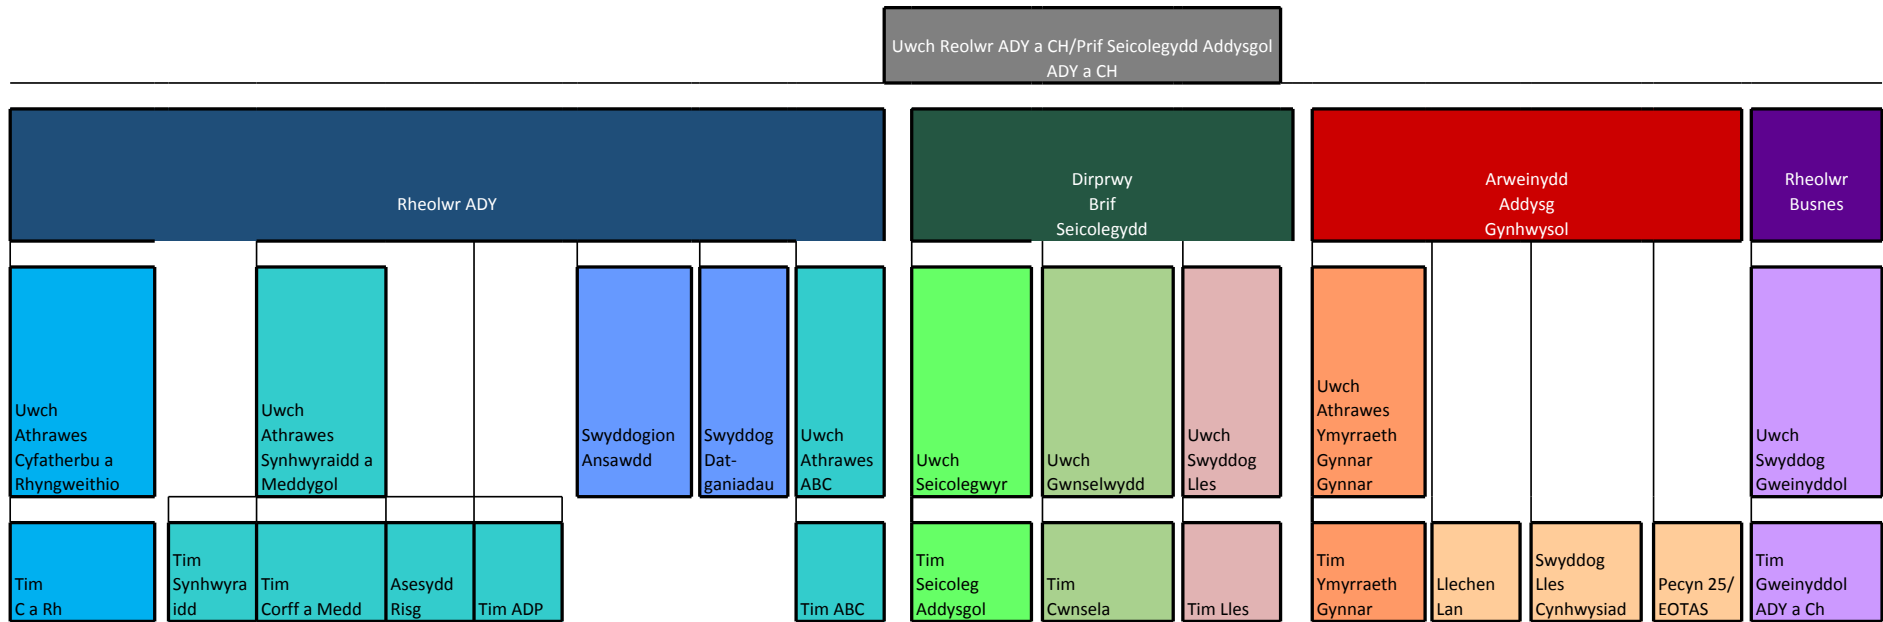 Uwch Reolwr ADY a CH/Prif Seicolegydd Addysgol
ADY a CH
Rheolwr ADY
Dirprwy
Brif
Seicolegydd
Arweinydd
Addysg
Gynhwysol
Rheolwr
Busnes
Uwch
Athrawes
Cyfatherbu a
Rhyngweithio
Uwch
Athrawes
Synhwyraidd a
Meddygol
Swyddogion
Ansawdd
Swyddog
Dat-
ganiadau
Uwch
Athrawes
ABC
Uwch
Seicolegwyr
Uwch
Gwnselwydd
Uwch
Swyddog
Lles
Uwch
Athrawes
Ymyrraeth
Gynnar
Gynnar
Uwch
Swyddog
Gweinyddol
Tim
C a Rh
Tim
Synhwyra
idd
Tim
Corff a Medd
Asesydd
Risg
Tim ADP
Tim ABC
Tim
Seicoleg
Addysgol
Tim
Cwnsela
Tim Lles
Tim
Ymyrraeth
Gynnar
Llechen
Lan
Swyddog
Lles
Cynhwysiad
Pecyn 25/
EOTAS
Tim
Gweinyddol
ADY a Ch